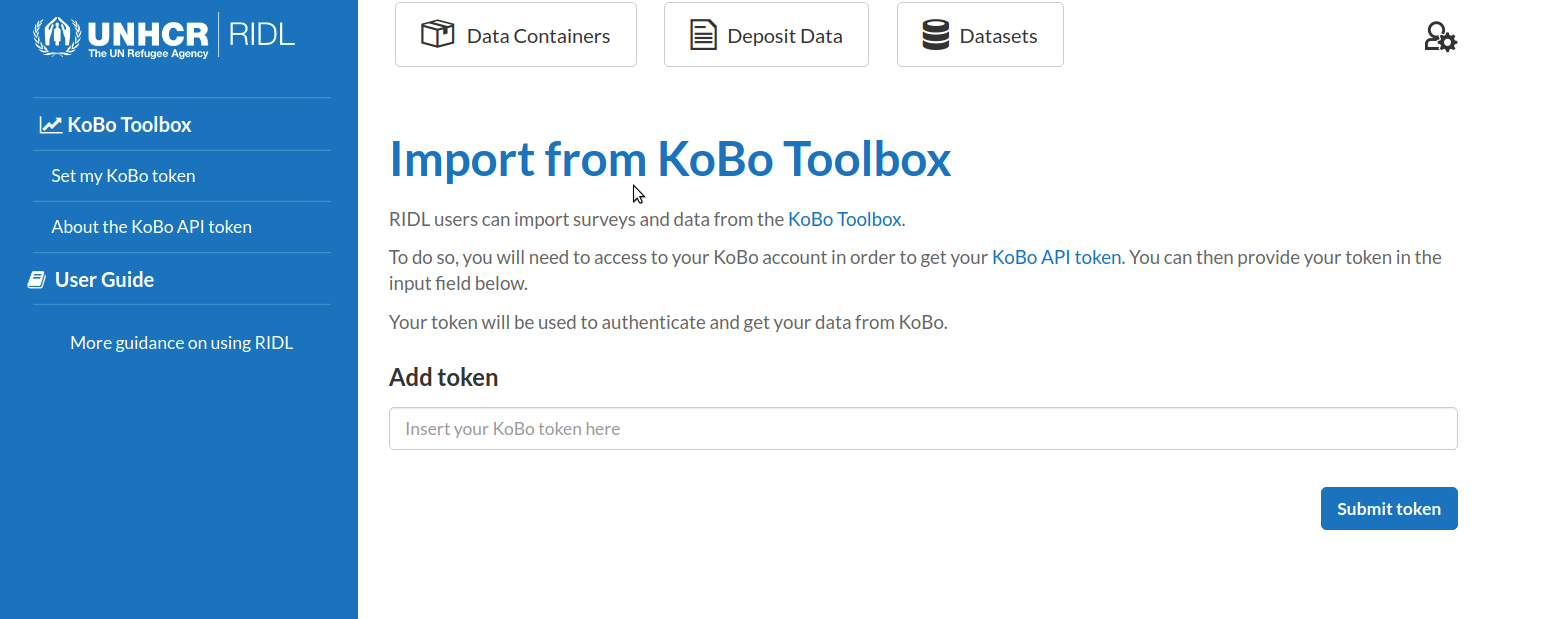 UNHCR
The UN Refugee Agency
RIDL
Data Containers
Deposit Data
Datasets
KoBo Toolbox
Set my KoBo token
About the KoBo API token
User Guide
More guidance on using RIDL
Import from KoBo Toolbox
RIDL users can import surveys and data from the KoBo Toolbox.
To do so, you will need to access to your KoBo account in order to get your KoBo API token. You can then provide your token in the
input field below.
Your token will be used to authenticate and get your data from KoBo.
Add token
Insert your KoBo token here
Submit token